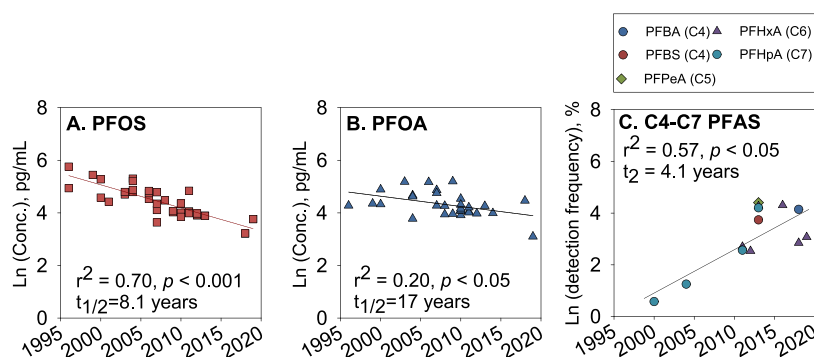 PFBA (C4) PFHxA (C6)
PFBS (C4) PFHpA (C7)
PFPeA (C5)
A. PFOS
Ln (Conc.), pg/mL
8
6
4
2
0
r2 = 0.70, p < 0.001
t1/2=8.1 years
1995 2000 2005 2010 2015 2020
B. PFOA
Ln (Conc.), pg/mL
8
6
4
2
0
r2 = 0.20, p < 0.05
t1/2=17 years
1995 2000 2005 2010 2015 2020
C. C4-C7 PFAS
Ln (detection frequency), %
8
6
4
2
0
r2 = 0.57, p < 0.05
t2 = 4.1 years
1995 2000 2005 2010 2015 2020